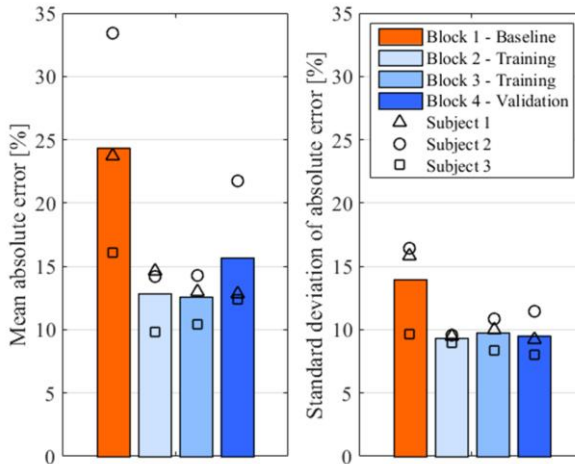 Mean absolute error [%]
35
30
25
20
15
10
5
0
Standard deviation of absolute error [%]
35
30
25
20
15
10
5
0
Block 1 - Baseline
Block 2 - Training
Block 3 - Training
Block 4 - Validation
Subject 1
Subject 2
Subject 3